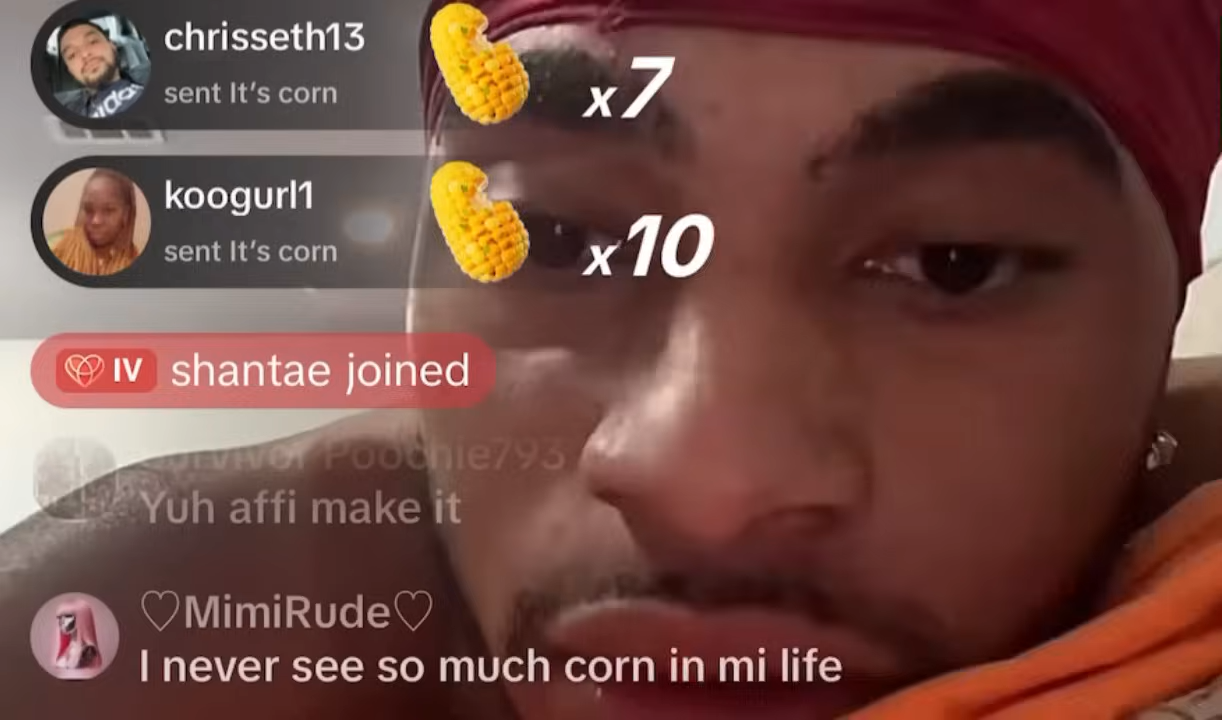 chrisseth13
sent It's corn
x7
koogurl1
sent It's corn
x10
IV shantae joined
Poochie793
Yuh affi make it
♡MimiRude♡
I never see so much corn in mi life